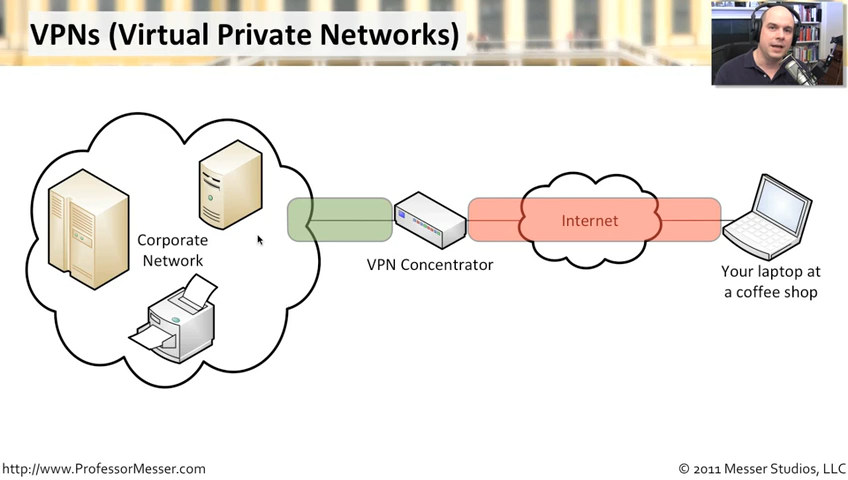 VPNs (Virtual Private Networks)
Corporate
Network
VPN Concentrator
Internet
Your laptop at
a coffee shop
http://www.ProfessorMesser.com
© 2011 Messer Studios, LLC